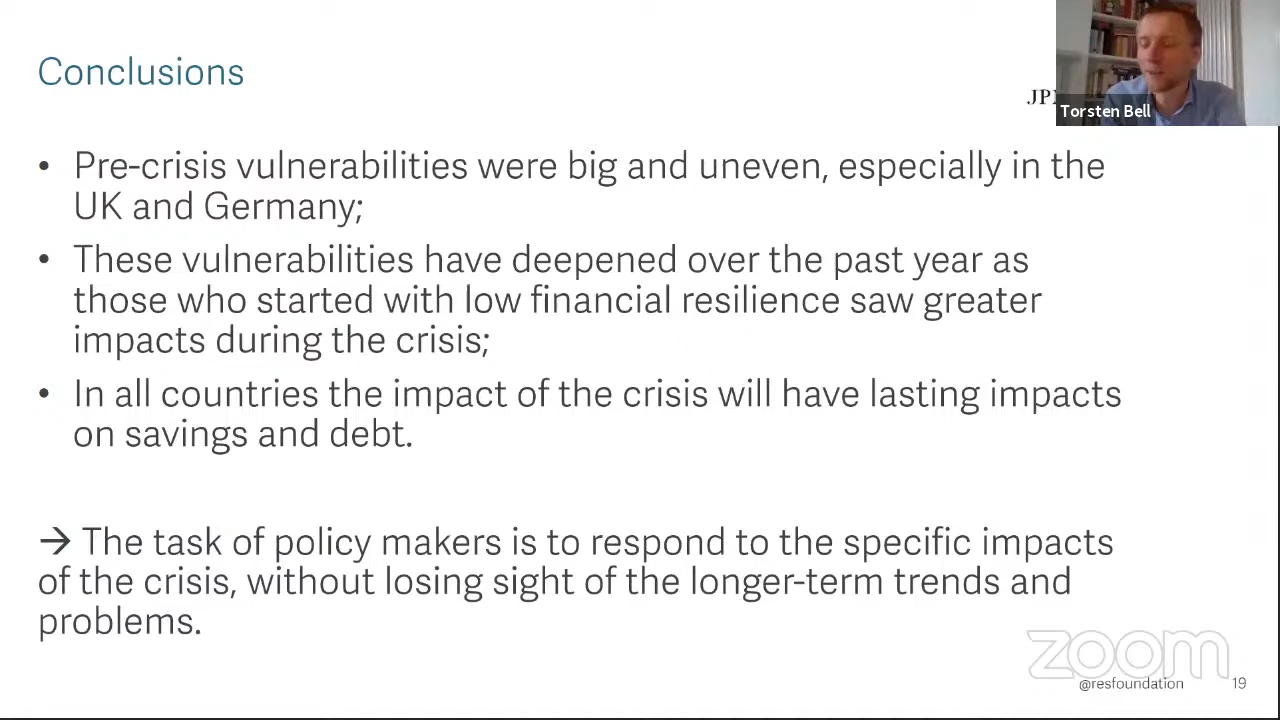 Conclusions
JP
Torsten Bell
• Pre-crisis vulnerabilities were big and uneven, especially in the
UK and Germany;
• These vulnerabilities have deepened over the past year as
those who started with low financial resilience saw greater
impacts during the crisis;
• In all countries the impact of the crisis will have lasting impacts
on savings and debt.
→ The task of policy makers is to respond to the specific impacts
of the crisis, without losing sight of the longer-term trends and
problems.
zoom
@resfoundation 19